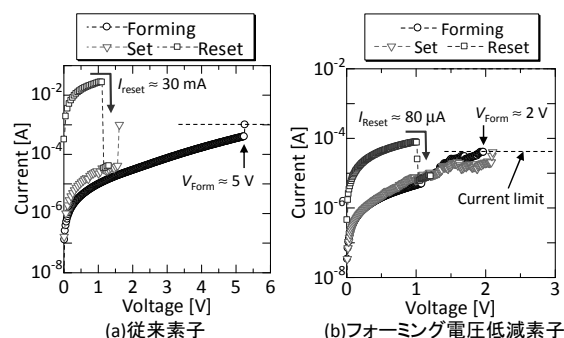 Forming
Set
Reset
Forming
Set
Reset
Current [A]
10-2
10-4
10-6
10-8
Ireset ≈ 30 mA
VForm ≈ 5 V
0
1
2
3
4
5
6
Voltage [V]
(a)従来素子
Current [A]
10-2
10-4
10-6
10-8
IReset ≈ 80 μA
VForm ≈ 2 V
Current limit
0
1
2
3
Voltage [V]
(b)フォーミング電圧低減素子